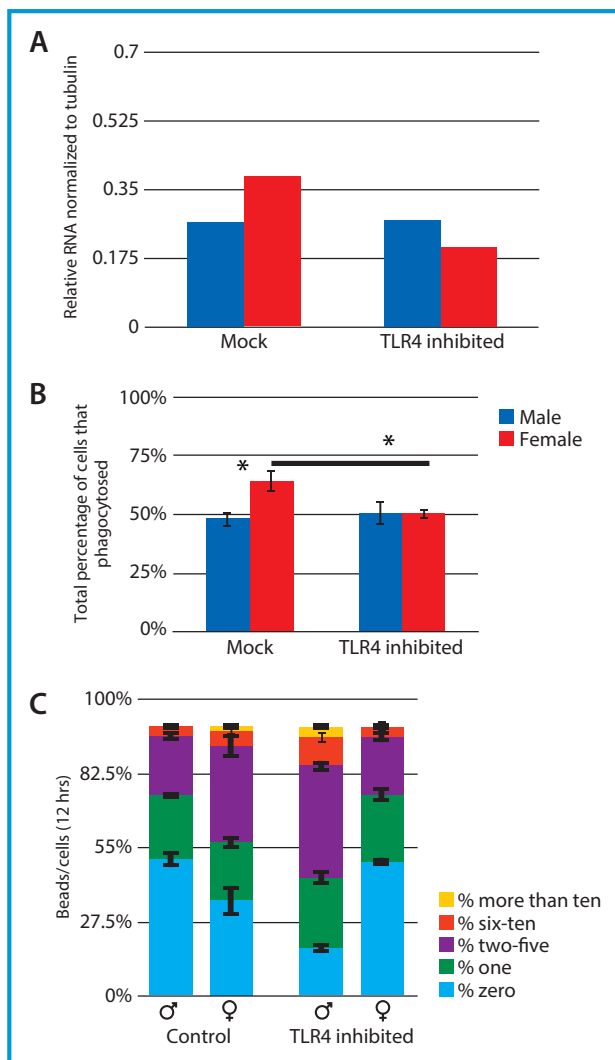 A
Relative RNA normalized to tubulin
0.7
0.525
0.35
0.175
0
Mock
TLR4 inhibited
B
Total percentage of cells that
phagocytosed
100%
75%
50%
25%
0%
*
*
Male
Female
Mock
TLR4 inhibited
C
Beads/cells (12 hrs)
100%
82.5%
55%
27.5%
0%
% more than ten
% six-ten
% two-five
% one
% zero
♂ ♀ ♂ ♀
Control
TLR4 inhibited